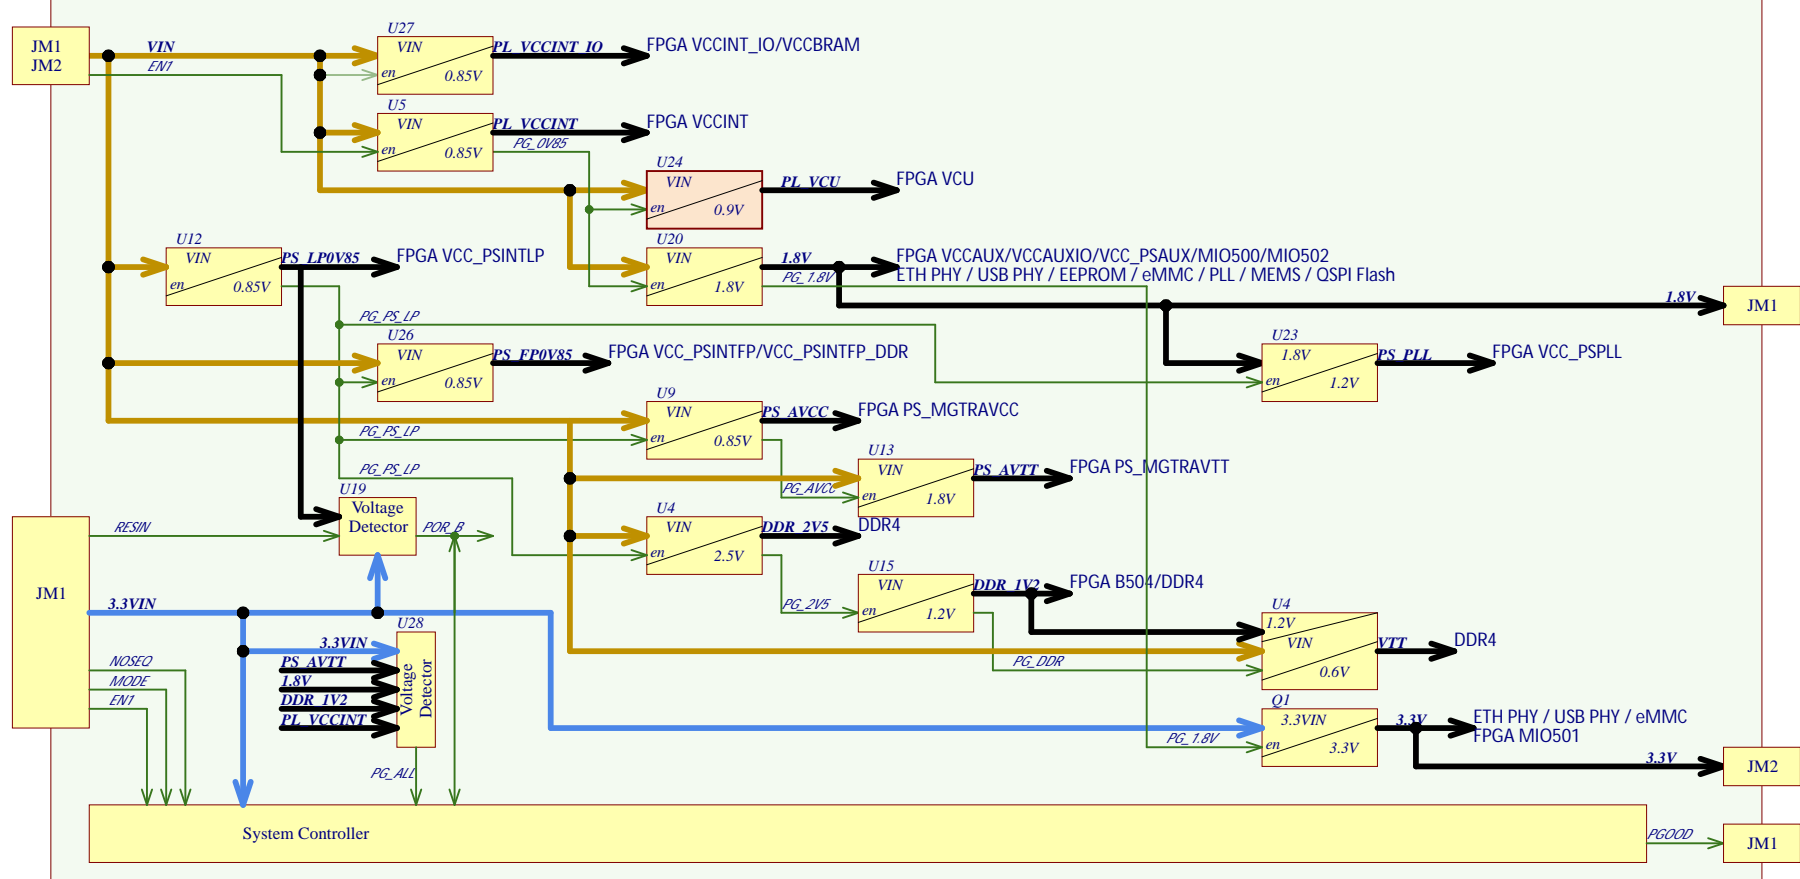 U27
JM1
JM2
VIN
EN1
VIN
en
0.85V
PL_VCCINT_IO
FPGA VCCINT_IO/VCCBRAM
U5
VIN
en
0.85V
PL_VCCINT
FPGA VCCINT
PG_0V85
U24
VIN
en
0.9V
PL_VCU
FPGA VCU
U12
VIN
en
0.85V
PS_LP0V85
FPGA VCC_PSINTLP
U20
VIN
en
1.8V
1.8V
PG_1.8V
FPGA VCCAUX/VCCAUXIO/VCC_PSAUX/MIO500/MIO502
ETH PHY / USB PHY / EEPROM / eMMC / PLL / MEMS / QSPI Flash
1.8V
JM1
PG_PS_LP
U26
VIN
en
0.85V
PS_FP0V85
FPGA VCC_PSINTFP/VCC_PSINTFP_DDR
U23
1.8V
en
1.2V
PS_PLL
FPGA VCC_PSPLL
U9
VIN
en
0.85V
PS_AVCC
FPGA PS_MGTRAVCC
PG_PS_LP
U13
VIN
en
1.8V
PS_AVTT
FPGA PS_MGTRAVTT
PG_AVCC
PG_PS_LP
U19
Voltage
Detector
RESIN
POR_B
U4
VIN
en
2.5V
DDR_2V5
DDR4
U15
VIN
en
1.2V
DDR_1V2
FPGA B504/DDR4
PG_2V5
JM1
3.3VIN
U4
1.2V
VIN
0.6V
VTT
DDR4
PG_DDR
U28
Voltage
Detector
3.3VIN
PS_AVTT
1.8V
DDR_1V2
PL_VCCINT
NOSEQ
MODE
EN1
Q1
3.3VIN
en
3.3V
3.3V
ETH PHY / USB PHY / eMMC
FPGA MIO501
PG_1.8V
3.3V
JM2
PG_ALL
System Controller
PGOOD
JM1